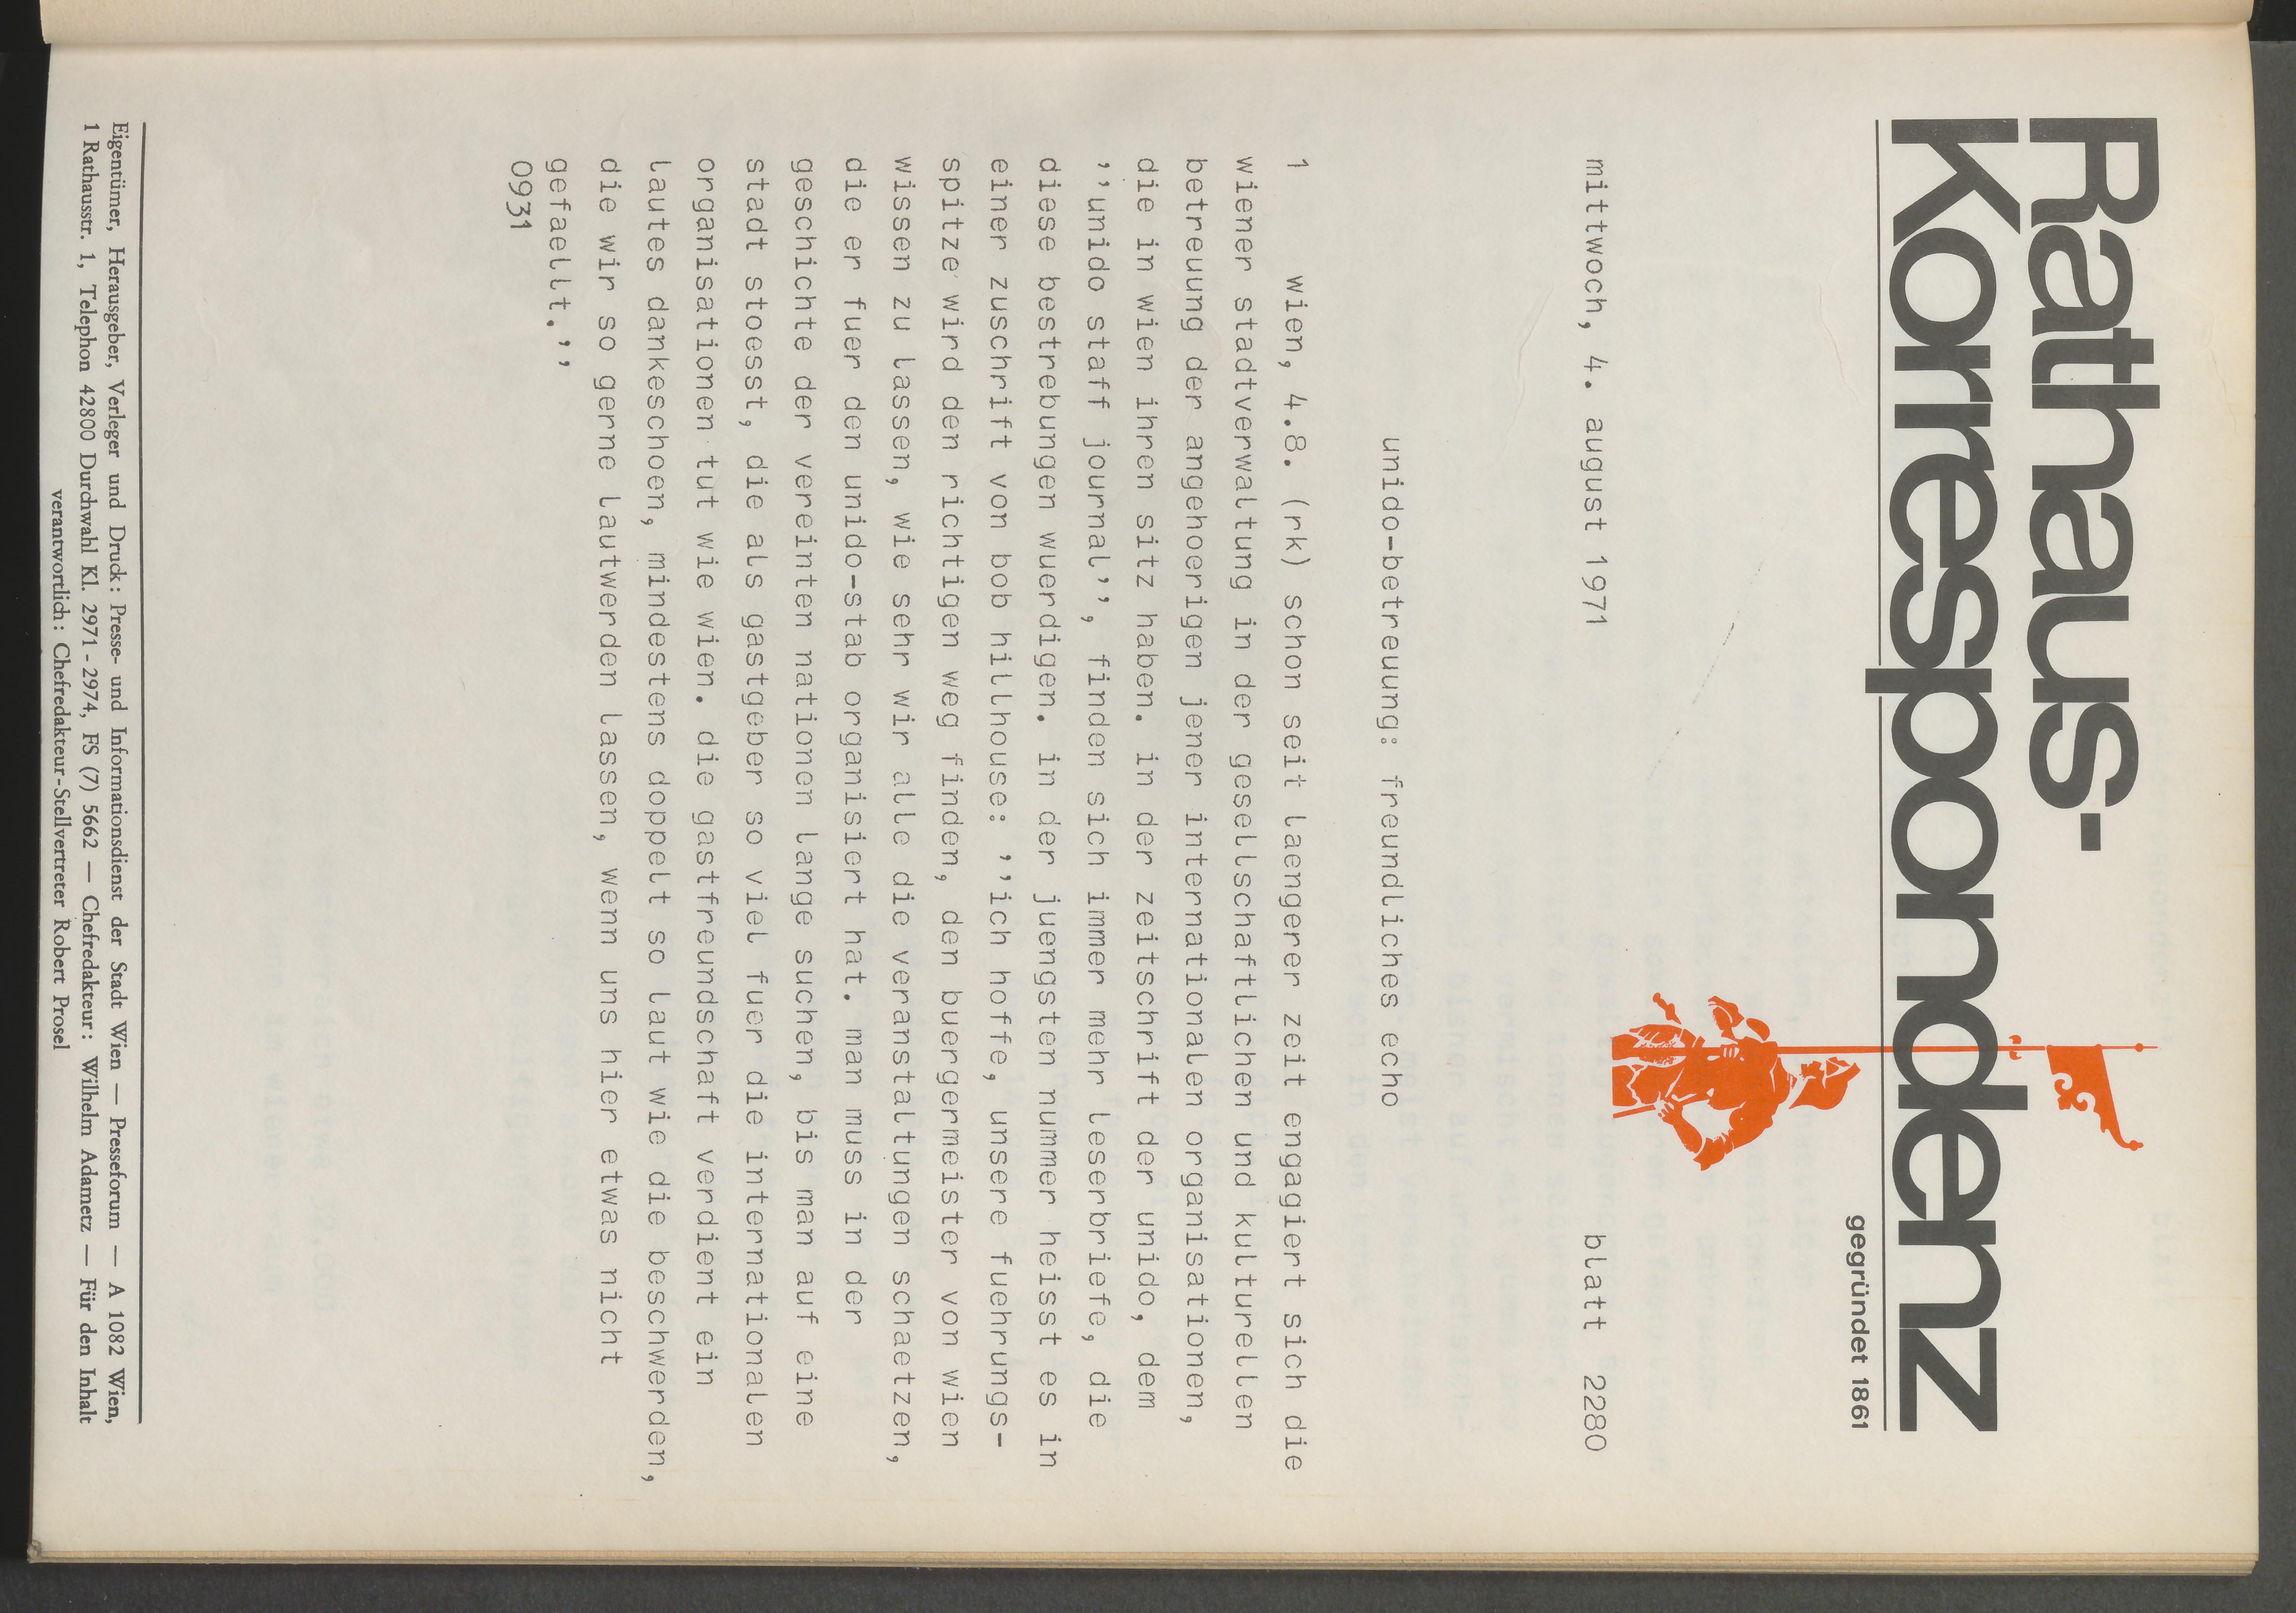 Rathaus-
Korrespondenz
gegründet 1861
mittwoch, 4. august 1971 blatt 2280
unido-betreuung: freundliches echo
1 wien, 4.8. (rk) schon seit laengerer zeit engagiert sich die
wiener stadtverwaltung in der gesellschaftlichen und kulturellen
betreuung der angehoerigen jener internationalen organisationen,
die in wien ihren sitz haben. in der zeitschrift der unido, dem
,,unido staff journal,,, finden sich immer mehr leserbriefe, die
diese bestrebungen wuerdigen. in der juengsten nummer heisst es in
einer zuschrift von bob hillhouse: ,,ich hoffe, unsere fuehrungs-
spitze wird den richtigen weg finden, den buergermeister von wien
wissen zu lassen, wie sehr wir alle die veranstaltungen schaetzen,
die er fuer den unido-stab organisiert hat. man muss in der
geschichte der vereinten nationen lange suchen, bis man auf eine
stadt stoesst, die als gastgeber so viel fuer die internationalen
organisationen tut wie wien. die gastfreundschaft verdient ein
lautes dankeschoen, mindestens doppelt so laut wie die beschwerden,
die wir so gerne lautwerden lassen, wenn uns hier etwas nicht
gefaellt.,,
0931
Eigentümer, Herausgeber, Verleger und Druck: Presse- und Informationsdienst der Stadt Wien — Presseforum — A 1082 Wien,
1 Rathausstr. 1, Telephon 42800 Durchwahl Kl. 2971 - 2974, FS (7) 5662 — Chefredakteur: Wilhelm Adametz — Für den Inhalt
verantwortlich: Chefredakteur-Stellvertreter Robert Prosel